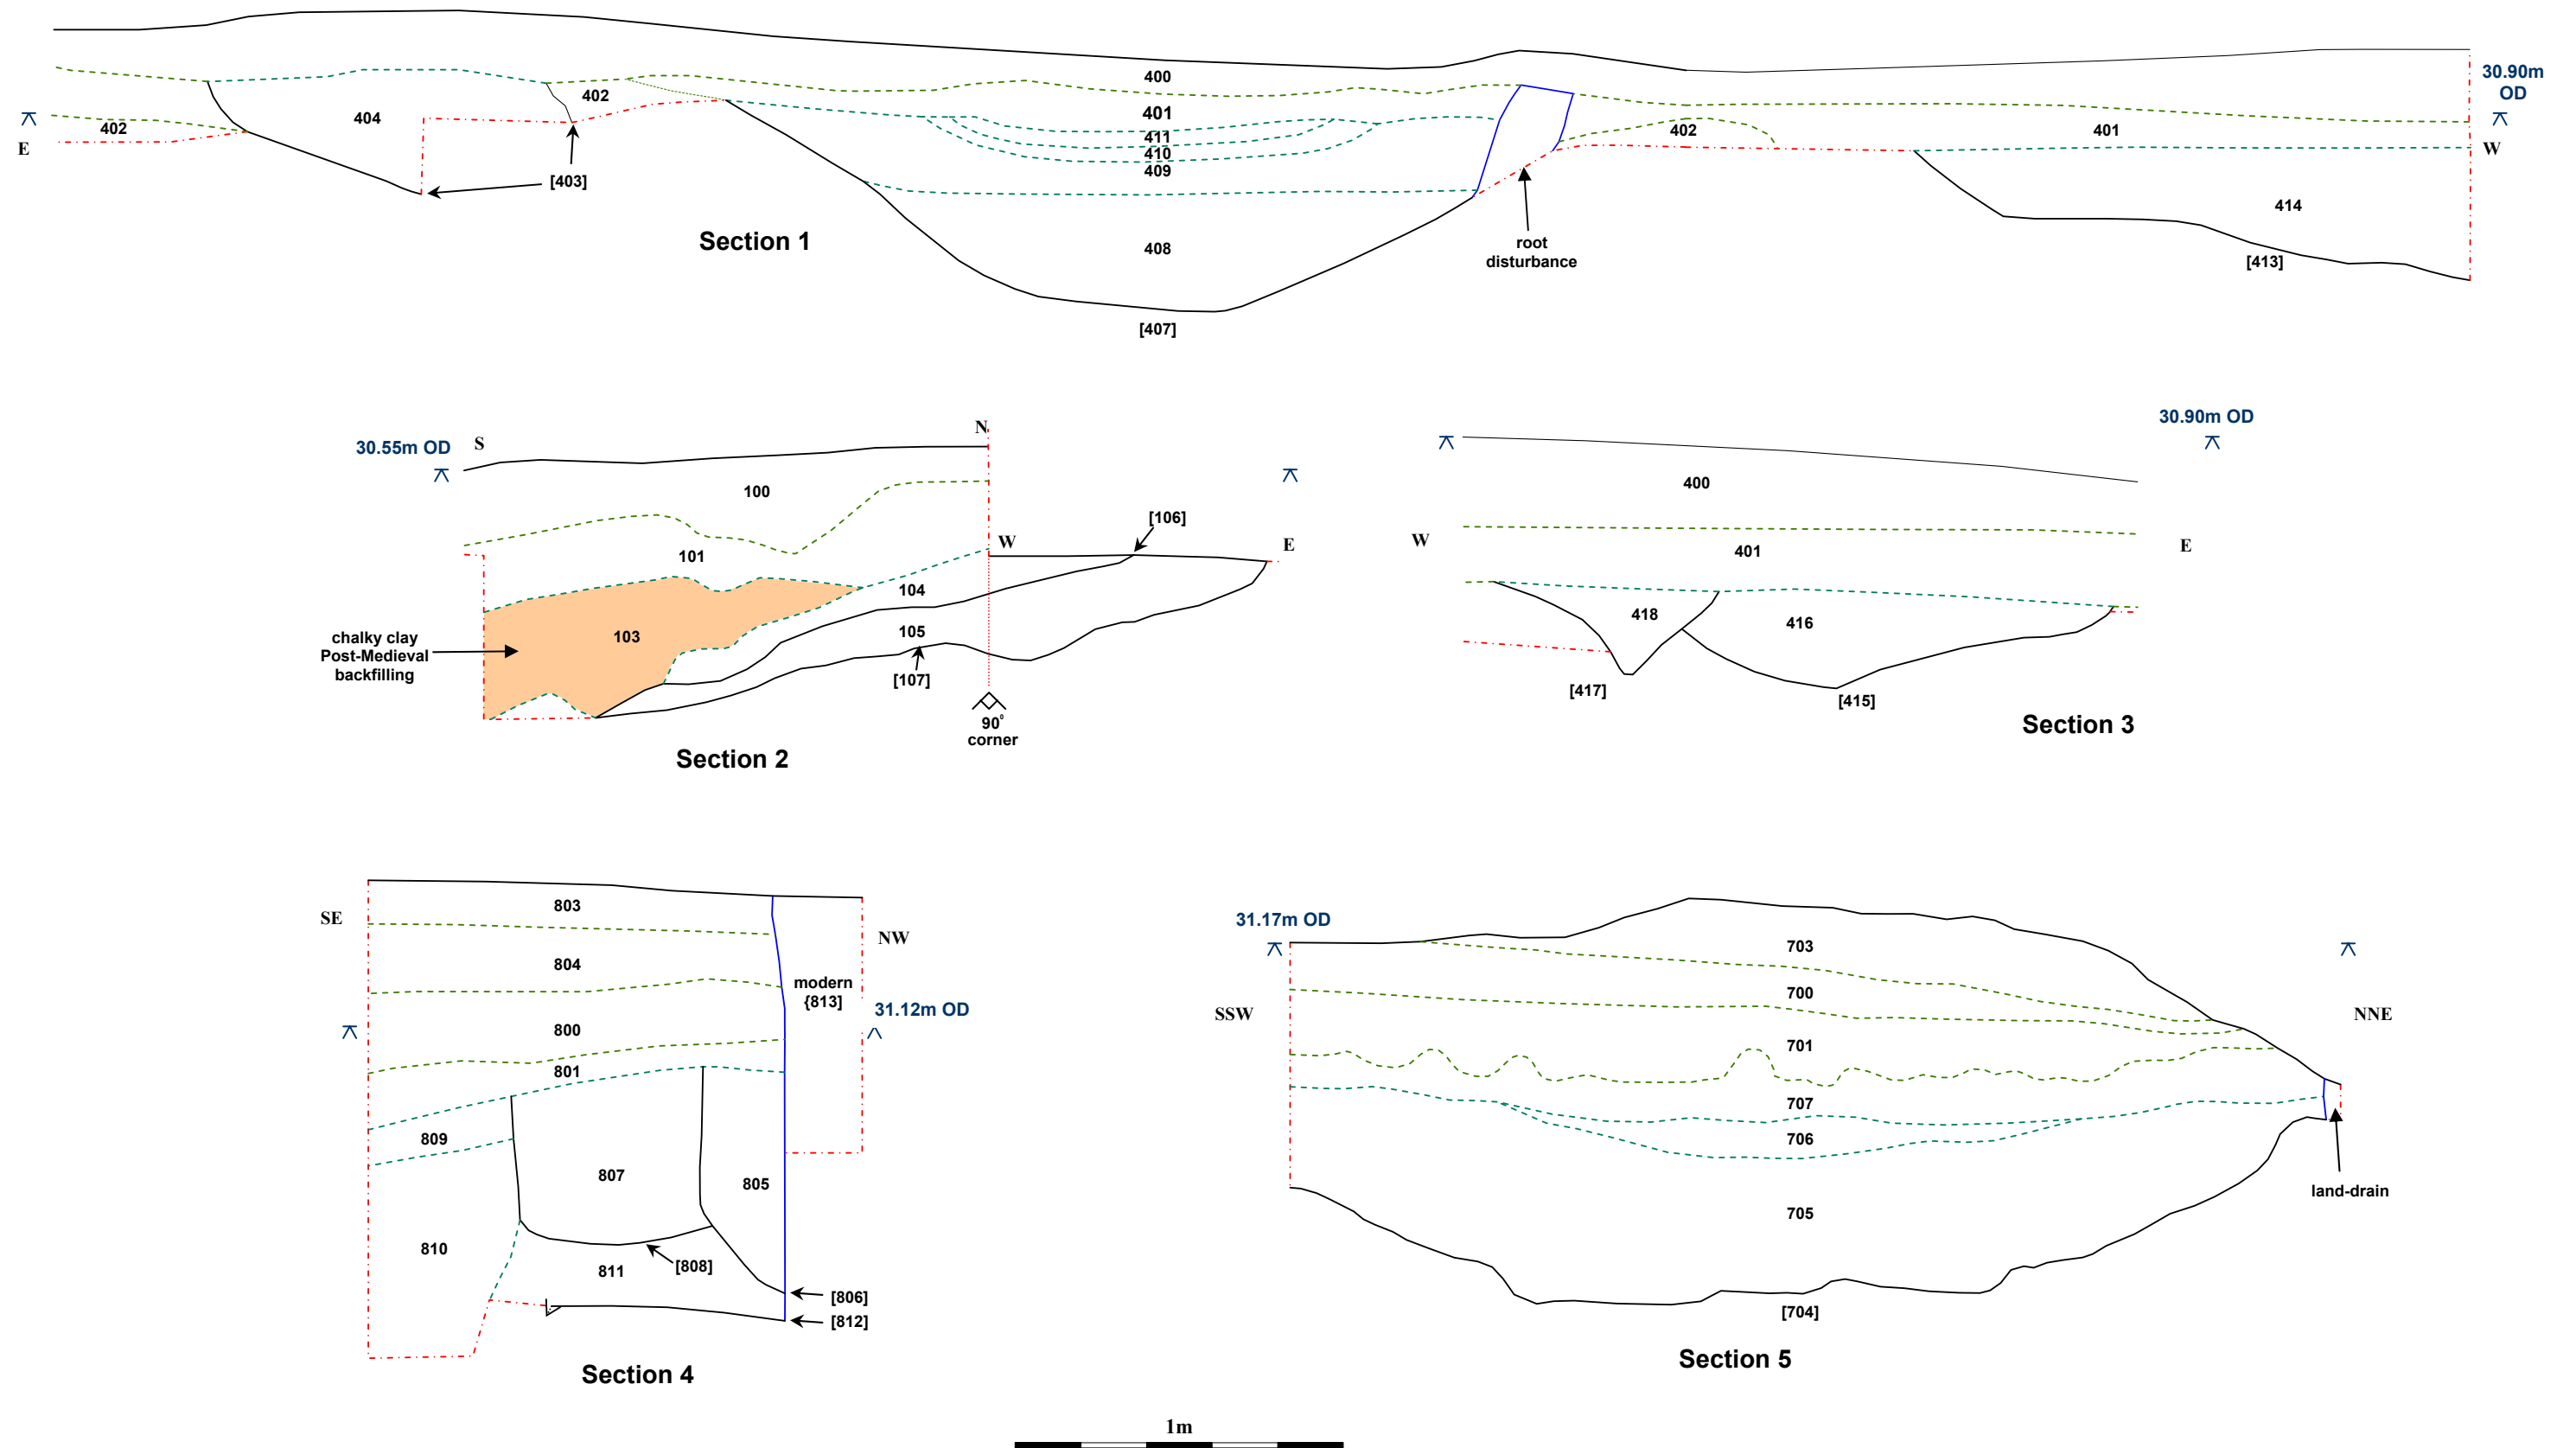 400
30.90m
OD
402
404
402
401
411
410
409
402
401
E
W
[403]
414
Section 1
408
root
disturbance
[413]
[407]
30.55m OD
S
N
100
101
W
[106]
E
104
103
105
chalky clay
Post-Medieval
backfilling
[107]
90°
corner
Section 2
30.90m OD
400
W
401
E
418
416
[417]
[415]
Section 3
SE
803
NW
804
modern
{813]
31.12m OD
800
801
809
807
805
810
811
[808]
[806]
[812]
Section 4
31.17m OD
703
700
SSW
NNE
701
707
706
land-drain
705
[704]
Section 5
1m